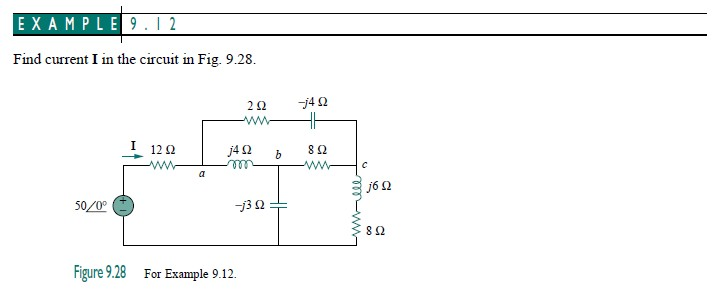 EXAMPLE 9.12
Find current I in the circuit in Fig. 9.28.
2 Ω -j4 Ω
I 12 Ω j4 Ω b 8 Ω
a c
j6 Ω
50∠0° + − -j3 Ω
8 Ω
Figure 9.28 For Example 9.12.